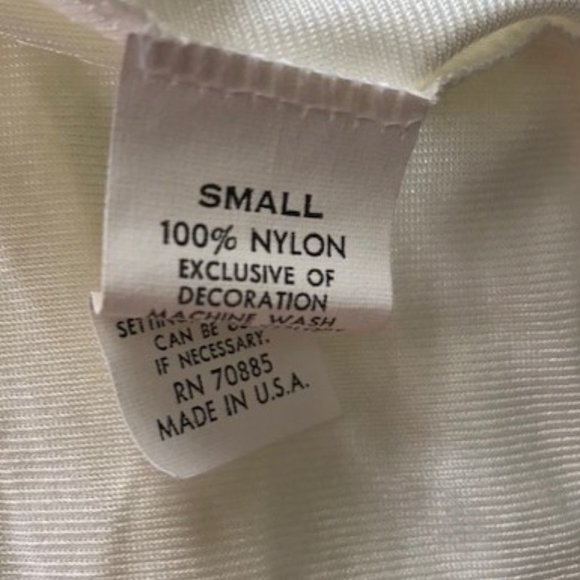 SMALL
100% NYLON
EXCLUSIVE OF
DECORATION
MACHINE WASH
CAN BE
IF NECESSARY.
RN 70885
MADE IN U.S.A.